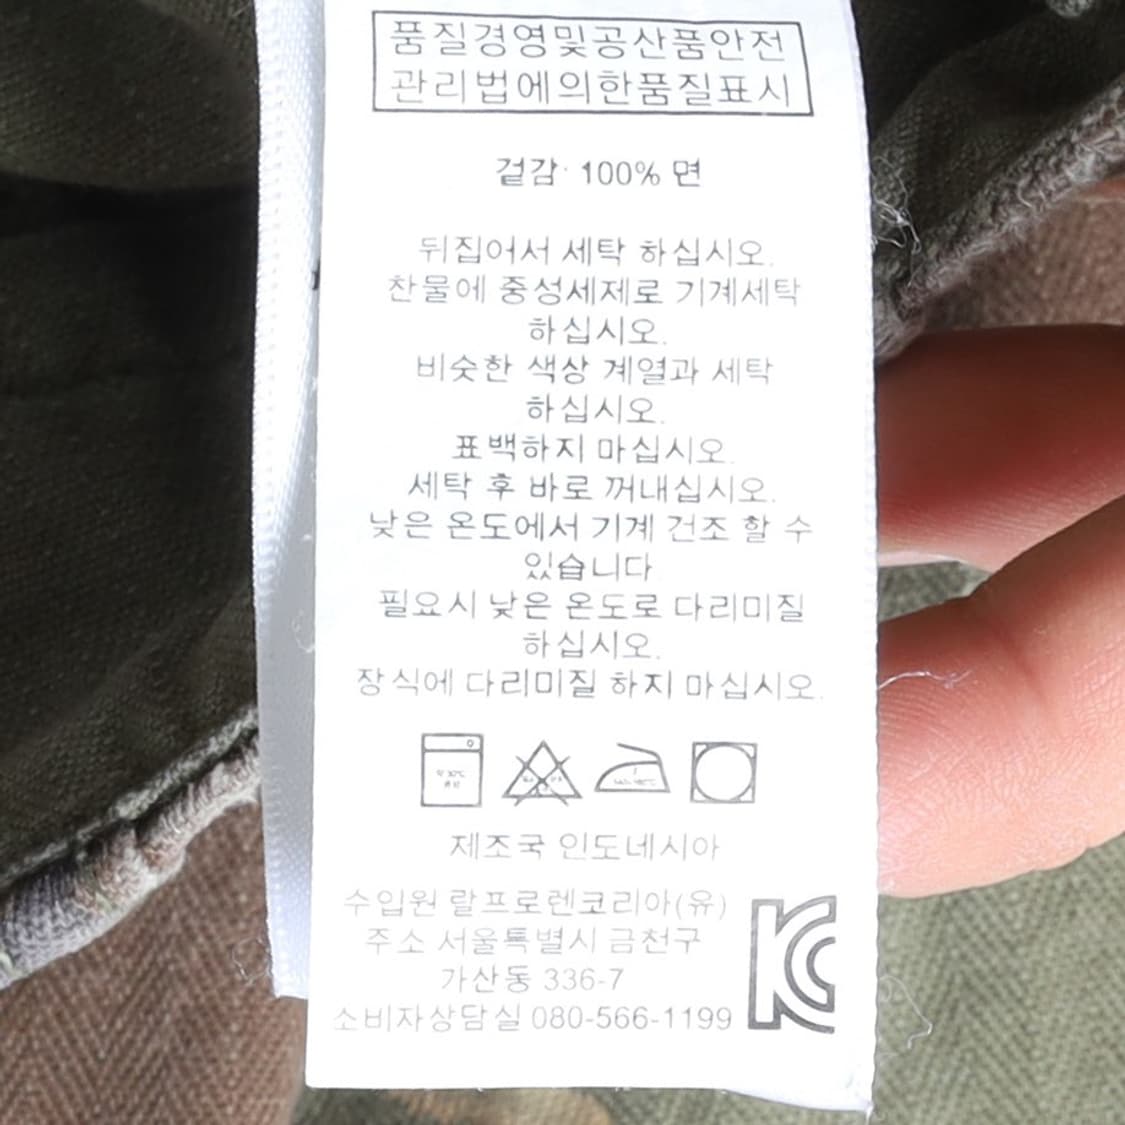 품질경영및공산품안전
관리법에의한품질표시
겉감· 100% 면
뒤집어서 세탁 하십시오.
찬물에 중성세제로 기계세탁
하십시오.
비슷한 색상 계열과 세탁
하십시오.
표백하지 마십시오.
세탁 후 바로 꺼내십시오.
낮은 온도에서 기계 건조 할 수
있습니다
필요시 낮은 온도로 다리미질
하십시오.
장식에 다리미질 하지 마십시오.
제조국 인도네시아
수입원 랄프로렌코리아(유)
주소 서울특별시 금천구
가산동 336-7
소비자상담실 080-566-1199
KC